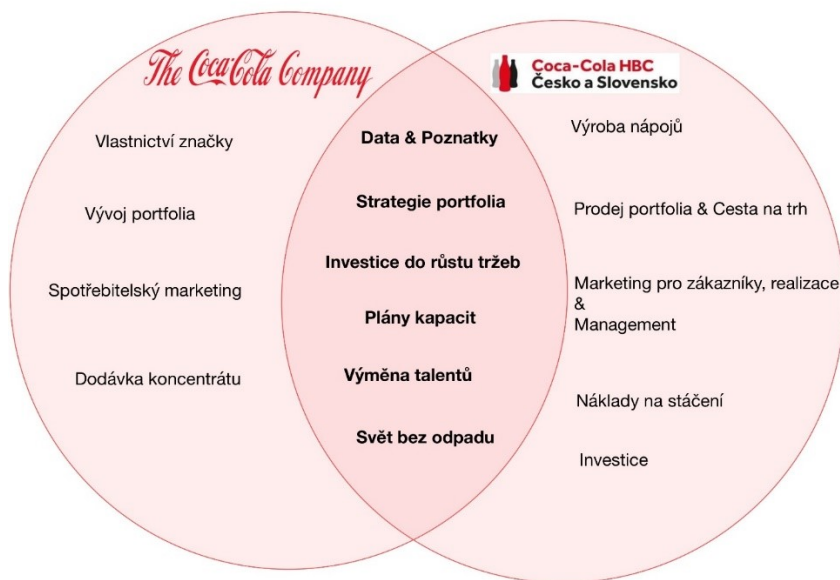 The Coca-Cola Company
Vlastnictví značky
Vývoj portfolia
Spotřebitelský marketing
Dodávka koncentrátu
Data & Poznatky
Strategie portfolia
Investice do růstu tržeb
Plány kapacit
Výměna talentů
Svět bez odpadu
Coca-Cola HBC
Česko a Slovensko
Výroba nápojů
Prodej portfolia & Cesta na trh
Marketing pro zákazníky, realizace
&
Management
Náklady na stáčení
Investice